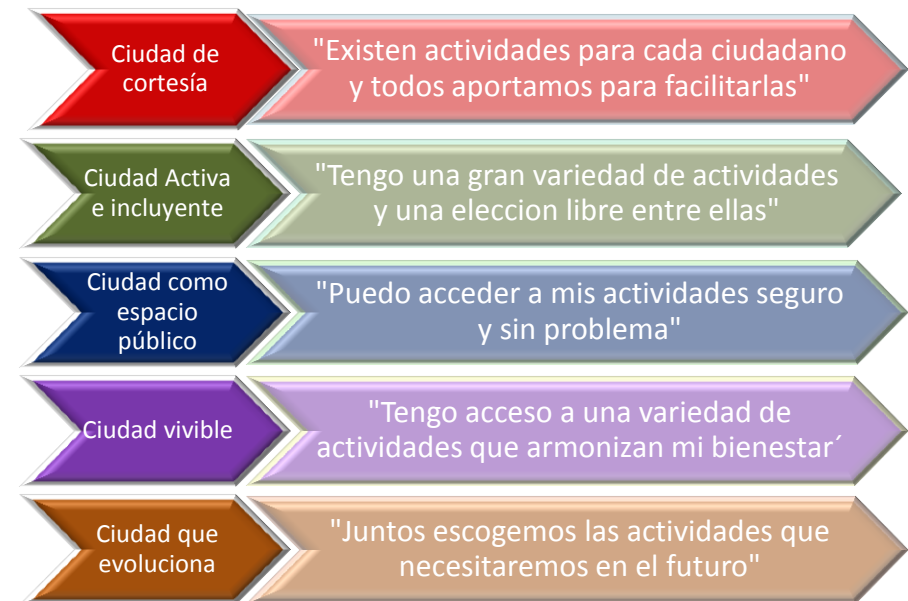 Ciudad de
cortesía
"Existen actividades para cada ciudadano
y todos aportamos para facilitarlas"
Ciudad Activa
e incluyente
"Tengo una gran variedad de actividades
y una eleccion libre entre ellas"
Ciudad como
espacio
público
"Puedo acceder a mis actividades seguro
y sin problema"
Ciudad vivible
"Tengo acceso a una variedad de
actividades que armonizan mi bienestar´
Ciudad que
evoluciona
"Juntos escogemos las actividades que
necesitaremos en el futuro"